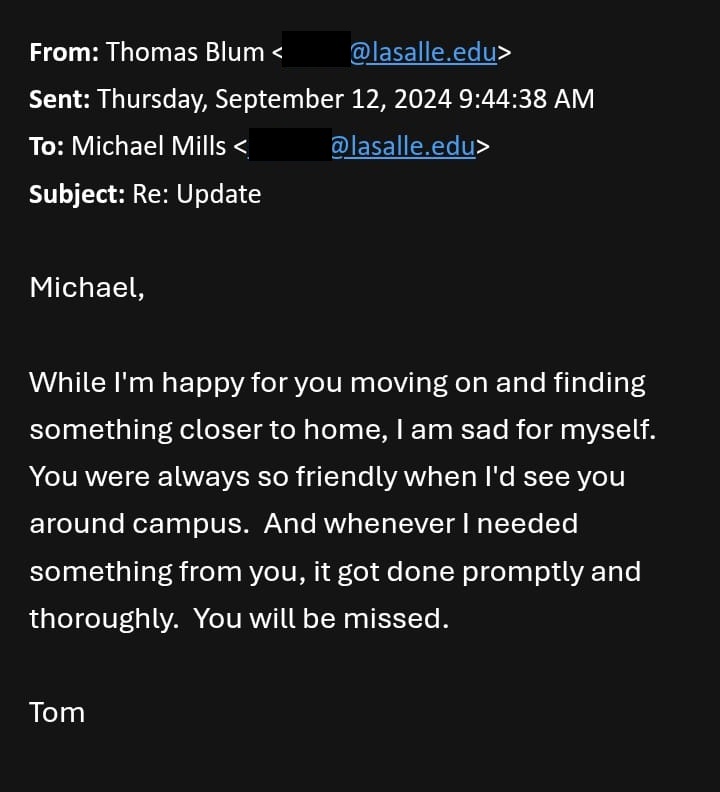 From: Thomas Blum < @lasalle.edu>
Sent: Thursday, September 12, 2024 9:44:38 AM
To: Michael Mills < @lasalle.edu>
Subject: Re: Update
Michael,
While I'm happy for you moving on and finding
something closer to home, I am sad for myself.
You were always so friendly when I'd see you
around campus.  And whenever I needed
something from you, it got done promptly and
thoroughly.  You will be missed.
Tom